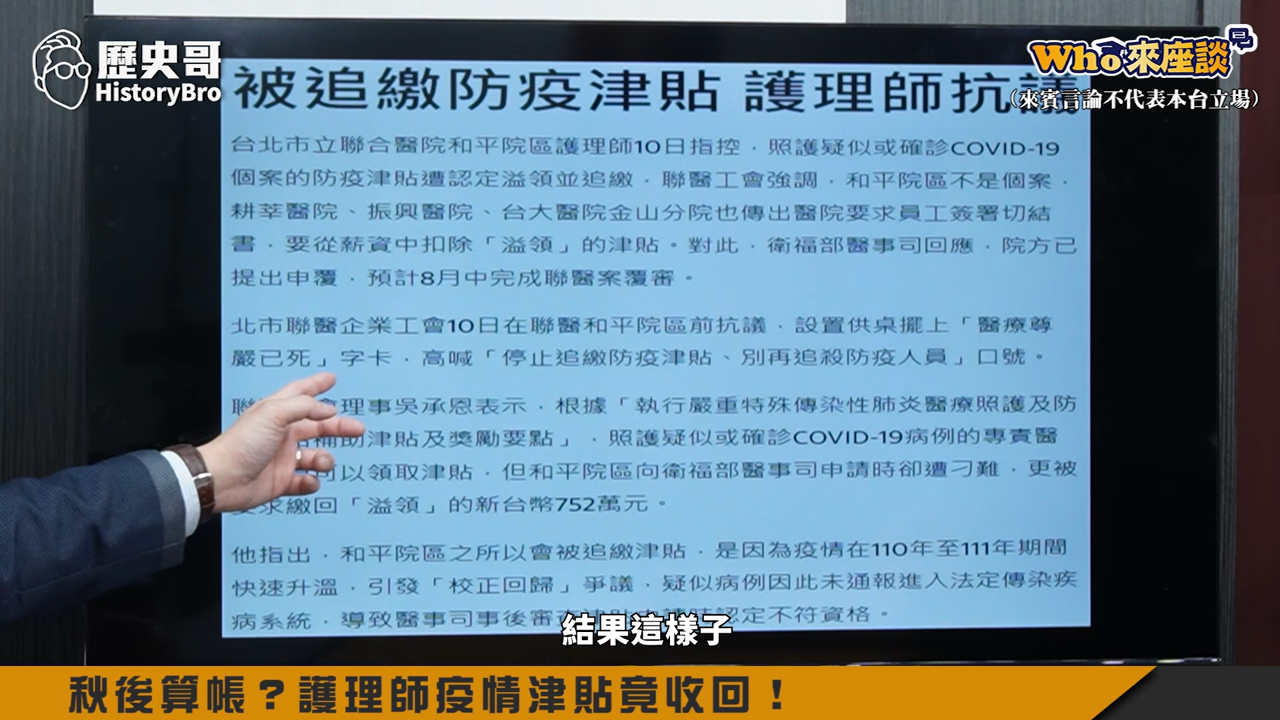 歷史哥
HistoryBro
Who來座談
(來賓言論不代表本台立場)
被追繳防疫津貼 護理師抗議
台北市立聯合醫院和平院區護理師10日指控，照護疑似或確診COVID-19
個案的防疫津貼遭認定溢領並追繳，聯醫工會強調，和平院區不是個案，
耕莘醫院、振興醫院、台大醫院金山分院也傳出醫院要求員工簽署切結
書，要從薪資中扣除「溢領」的津貼。對此，衛福部醫事司回應，院方已
提出申覆，預計8月中完成聯醫案覆審。
北市聯醫企業工會10日在聯醫和平院區前抗議，設置供桌擺上「醫療尊
嚴已死」字卡，高喊「停止追繳防疫津貼、別再追殺防疫人員」口號。
理事吳承恩表示，根據「執行嚴重特殊傳染性肺炎醫療照護及防
補助津貼及獎勵要點」，照護疑似或確診COVID-19病例的專責醫
可以領取津貼，但和平院區向衛福部醫事司申請時卻遭刁難，更被
求繳回「溢領」的新台幣752萬元。
他指出，和平院區之所以會被追繳津貼，是因為疫情在110年至111年期間
快速升溫，引發「校正回歸」爭議，疑似病例因此未通報進入法定傳染疾
病系統，導致醫事司事後審 認定不符資格。
結果這樣子
秋後算帳？護理師疫情津貼竟收回！